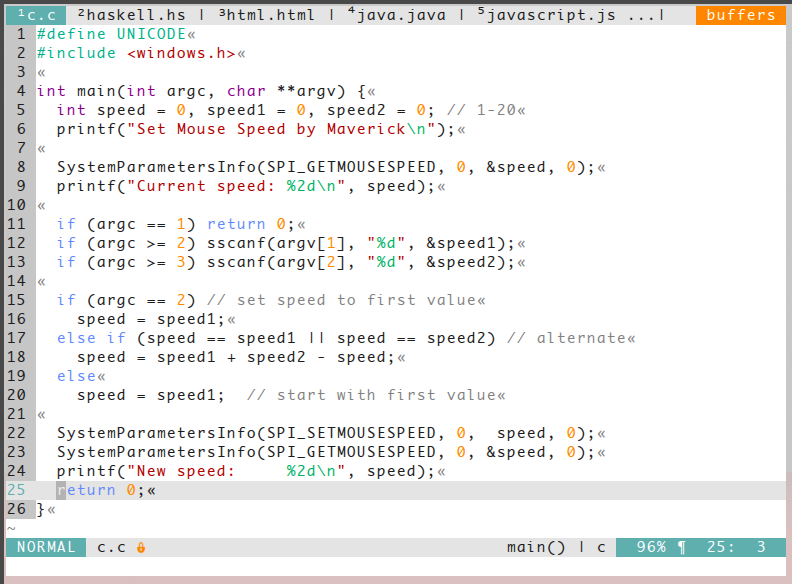 ¹c.c ²haskell.hs | ³html.html | ⁴java.java | ⁵javascript.js ...| buffers
1 #define UNICODE«
2 #include <windows.h>«
3 «
4 int main(int argc, char **argv) {«
5   int speed = 0, speed1 = 0, speed2 = 0; // 1-20«
6   printf("Set Mouse Speed by Maverick\n");«
7 «
8   SystemParametersInfo(SPI_GETMOUSESPEED, 0, &speed, 0);«
9   printf("Current speed: %2d\n", speed);«
10 «
11   if (argc == 1) return 0;«
12   if (argc >= 2) sscanf(argv[1], "%d", &speed1);«
13   if (argc >= 3) sscanf(argv[2], "%d", &speed2);«
14 «
15   if (argc == 2) // set speed to first value«
16     speed = speed1;«
17   else if (speed == speed1 || speed == speed2) // alternate«
18     speed = speed1 + speed2 - speed;«
19   else«
20     speed = speed1;  // start with first value«
21 «
22   SystemParametersInfo(SPI_SETMOUSESPEED, 0,  speed, 0);«
23   SystemParametersInfo(SPI_GETMOUSESPEED, 0, &speed, 0);«
24   printf("New speed:     %2d\n", speed);«
25   return 0;«
26 }«
~
NORMAL c.c main() | c 96% ¶ 25: 3